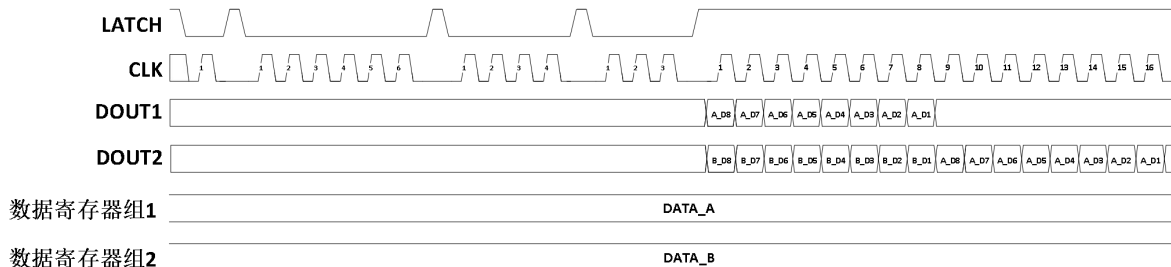 LATCH
CLK 1 1 2 3 4 5 6 1 2 3 4 1 2 3 1 2 3 4 5 6 7 8 9 10 11 12 13 14 15 16
DOUT1 A_D8 A_D7 A_D6 A_D5 A_D4 A_D3 A_D2 A_D1
DOUT2 B_D8 B_D7 B_D6 B_D5 B_D4 B_D3 B_D2 B_D1 A_D8 A_D7 A_D6 A_D5 A_D4 A_D3 A_D2 A_D1
数据寄存器组1 DATA_A
数据寄存器组2 DATA_B